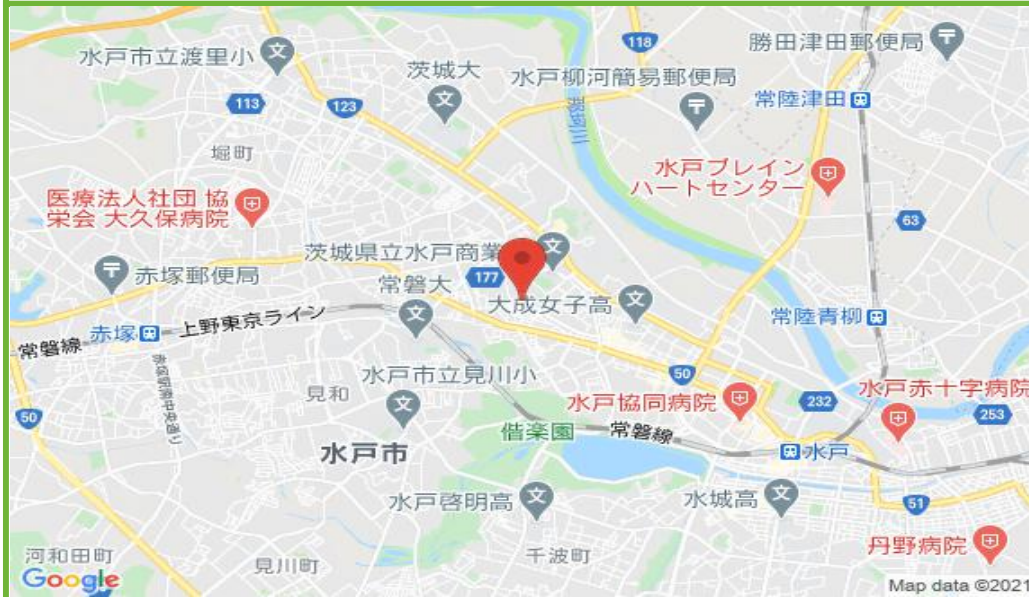 118
勝田津田郵便局
水戸市立渡里小
茨城大
水戸柳河簡易郵便局
常陸津田
113
123
堀町
水戸ブレイン
ハートセンター
医療法人社団 協
栄会 大久保病院
63
茨城県立水戸商業
赤塚郵便局
177
常磐大
大成女子高
上野東京ライン
常陸青柳
赤塚
常磐線
50
水戸市立見川小
水戸赤十字病院
見和
水戸協同病院
232
253
50
偕楽園
常磐線
水戸市
水戸
水戸啓明高
水城高
51
丹野病院
河和田町
見川町
千波町
Google
Map data ©2021